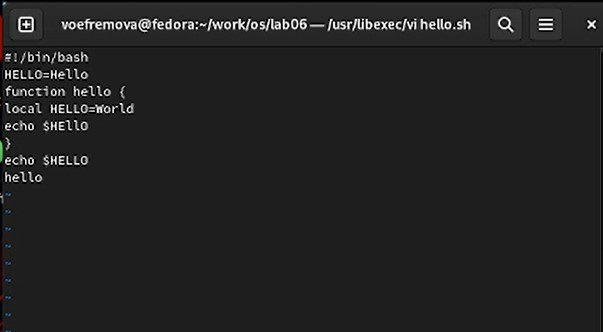 voefremova@fedora:~/work/os/lab06 — /usr/libexec/vi hello.sh
#!/bin/bash
HELLO=Hello
function hello {
local HELLO=World
echo $HEllO
}
echo $HELLO
hello
~
~
~
~
~
~
~
~
~